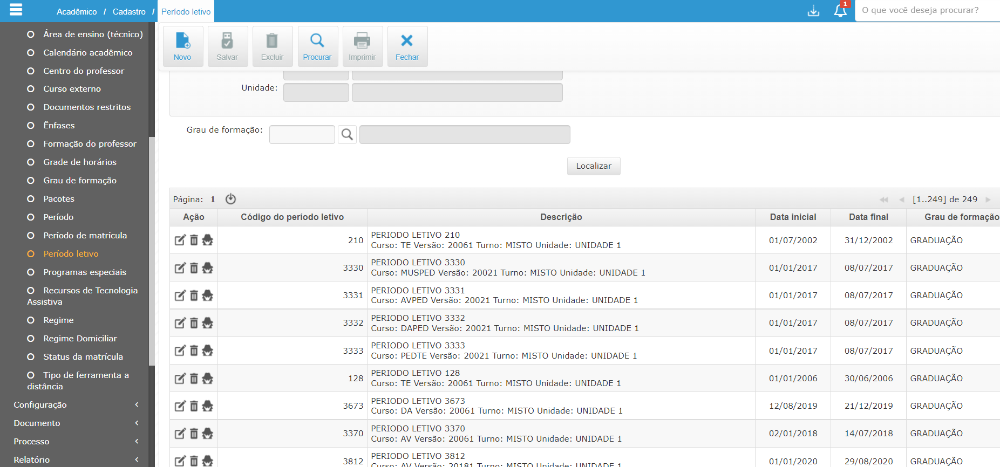 Acadêmico / Cadastro / Período letivo
1
O que você deseja procurar?
Área de ensino (técnico)
Calendário acadêmico
Centro do professor
Curso externo
Documentos restritos
Ênfases
Formação do professor
Grade de horários
Grau de formação
Pacotes
Período
Período de matrícula
Período letivo
Programas especiais
Recursos de Tecnologia
Assistiva
Regime
Regime Domiciliar
Status da matrícula
Tipo de ferramenta a
distância
Configuração
Documento
Processo
Relatório
Novo
Salvar
Excluir
Procurar
Imprimir
Fechar
Unidade:
Grau de formação:
Localizar
Página: 1
[1..249] de 249
Ação Código do período letivo Descrição Data inicial Data final Grau de formação
210 PERIODO LETIVO 210
Curso: TE Versão: 20061 Turno: MISTO Unidade: UNIDADE 1
01/07/2002 31/12/2002 GRADUAÇÃO
3330 PERIODO LETIVO 3330
Curso: MUSPED Versão: 20021 Turno: MISTO Unidade: UNIDADE 1
01/01/2017 08/07/2017 GRADUAÇÃO
3331 PERIODO LETIVO 3331
Curso: AVPED Versão: 20021 Turno: MISTO Unidade: UNIDADE 1
01/01/2017 08/07/2017 GRADUAÇÃO
3332 PERIODO LETIVO 3332
Curso: DAPED Versão: 20021 Turno: MISTO Unidade: UNIDADE 1
01/01/2017 08/07/2017 GRADUAÇÃO
3333 PERIODO LETIVO 3333
Curso: PEDTE Versão: 20021 Turno: MISTO Unidade: UNIDADE 1
01/01/2017 08/07/2017 GRADUAÇÃO
128 PERIODO LETIVO 128
Curso: TE Versão: 20061 Turno: MISTO Unidade: UNIDADE 1
01/01/2006 30/06/2006 GRADUAÇÃO
3673 PERIODO LETIVO 3673
Curso: DA Versão: 20061 Turno: MISTO Unidade: UNIDADE 1
12/08/2019 21/12/2019 GRADUAÇÃO
3370 PERIODO LETIVO 3370
Curso: AV Versão: 20061 Turno: MISTO Unidade: UNIDADE 1
02/01/2018 14/07/2018 GRADUAÇÃO
3812 PERIODO LETIVO 3812
Curso: AV Versão: 20181 Turno: MISTO Unidade: UNIDADE 1
01/01/2020 29/08/2020 GRADUAÇÃO